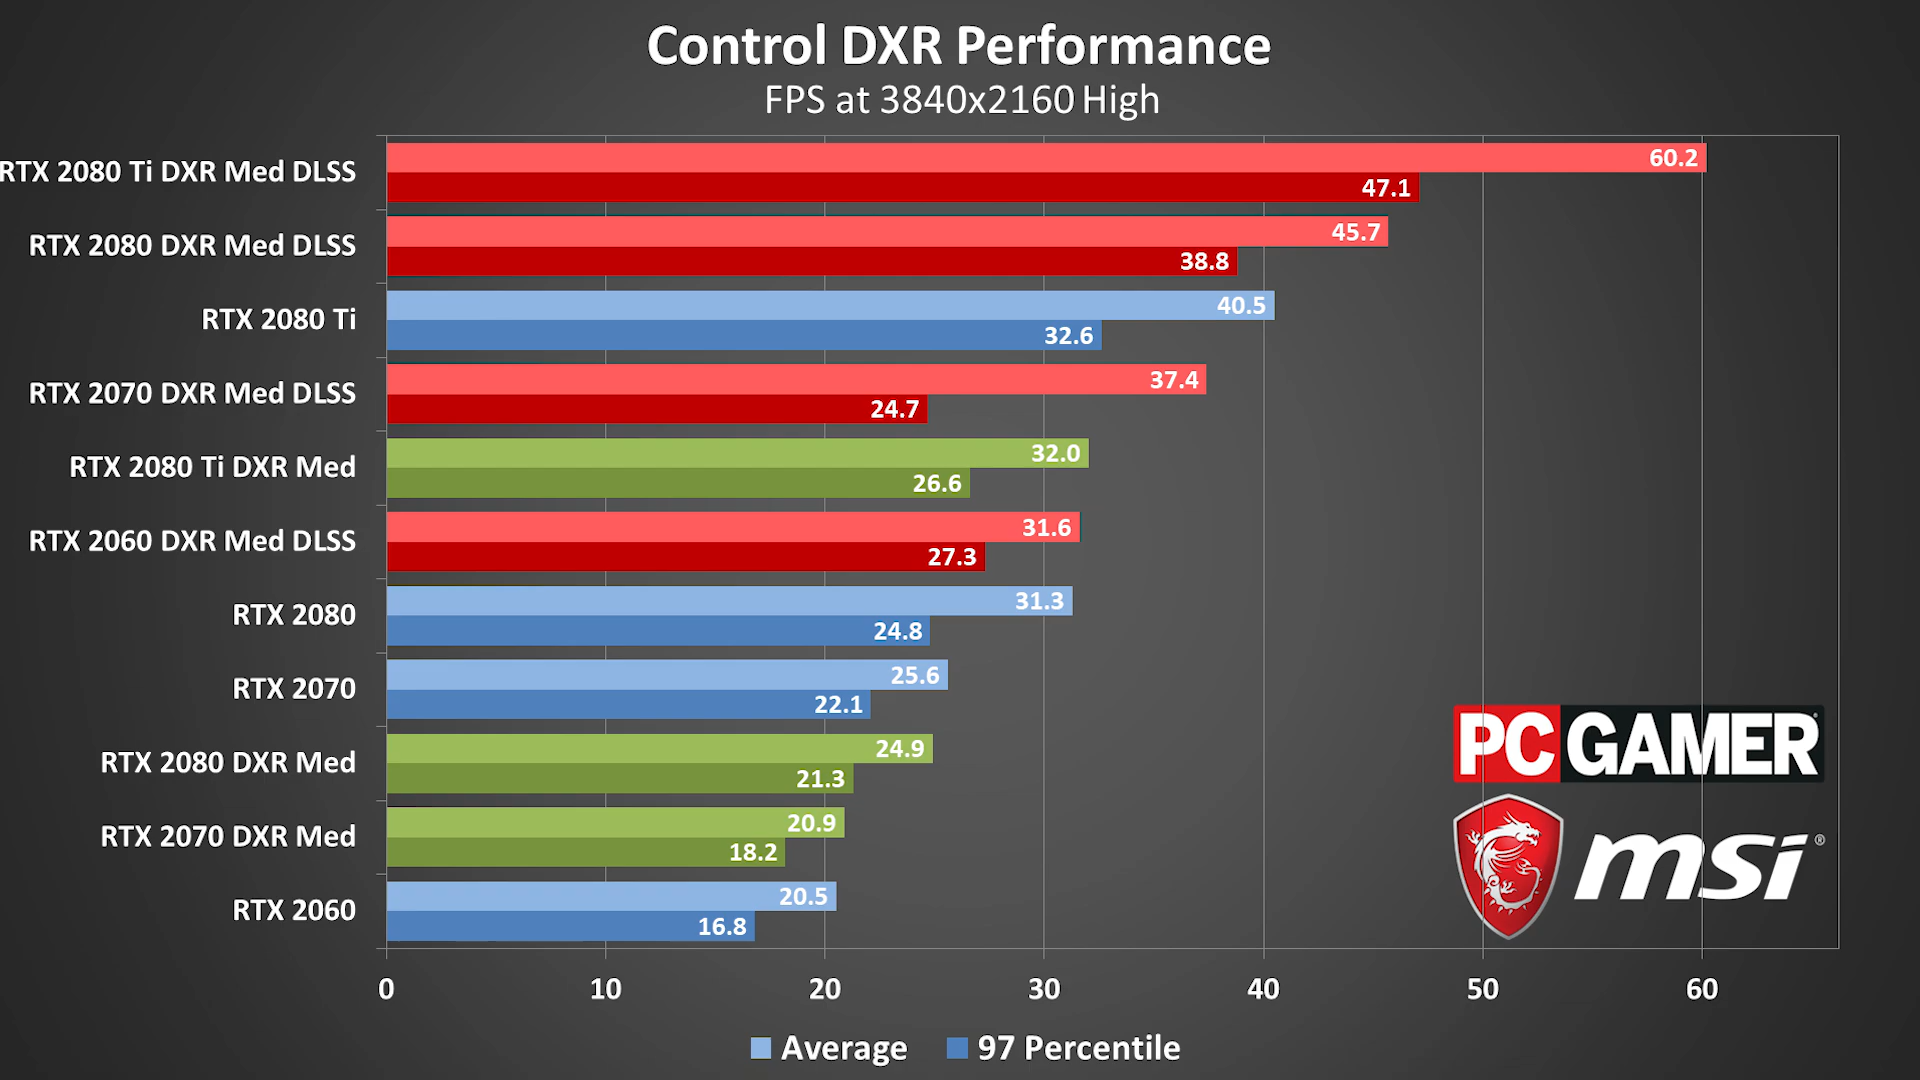 Control DXR Performance
FPS at 3840x2160 High
RTX 2080 Ti DXR Med DLSS
60.2
47.1
RTX 2080 DXR Med DLSS
45.7
38.8
RTX 2080 Ti
40.5
32.6
RTX 2070 DXR Med DLSS
37.4
24.7
RTX 2080 Ti DXR Med
32.0
26.6
RTX 2060 DXR Med DLSS
31.6
27.3
RTX 2080
31.3
24.8
RTX 2070
25.6
22.1
RTX 2080 DXR Med
24.9
21.3
RTX 2070 DXR Med
20.9
18.2
RTX 2060
20.5
16.8
PC GAMER
msi®
0 10 20 30 40 50 60
Average 97 Percentile